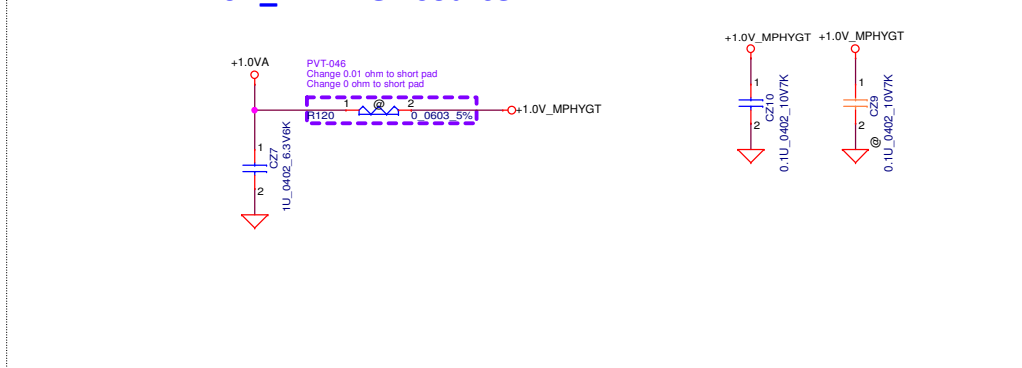 +1.0VA
PVT-046
Change 0.01 ohm to short pad
Change 0 ohm to short pad
1 @ 2
R120 0_0603_5%
+1.0V_MPHYGT
1
2
CZ7
1U_0402_6.3V6K
+1.0V_MPHYGT
1
2
CZ10
0.1U_0402_10V7K
+1.0V_MPHYGT
1
2
CZ9
@
0.1U_0402_10V7K